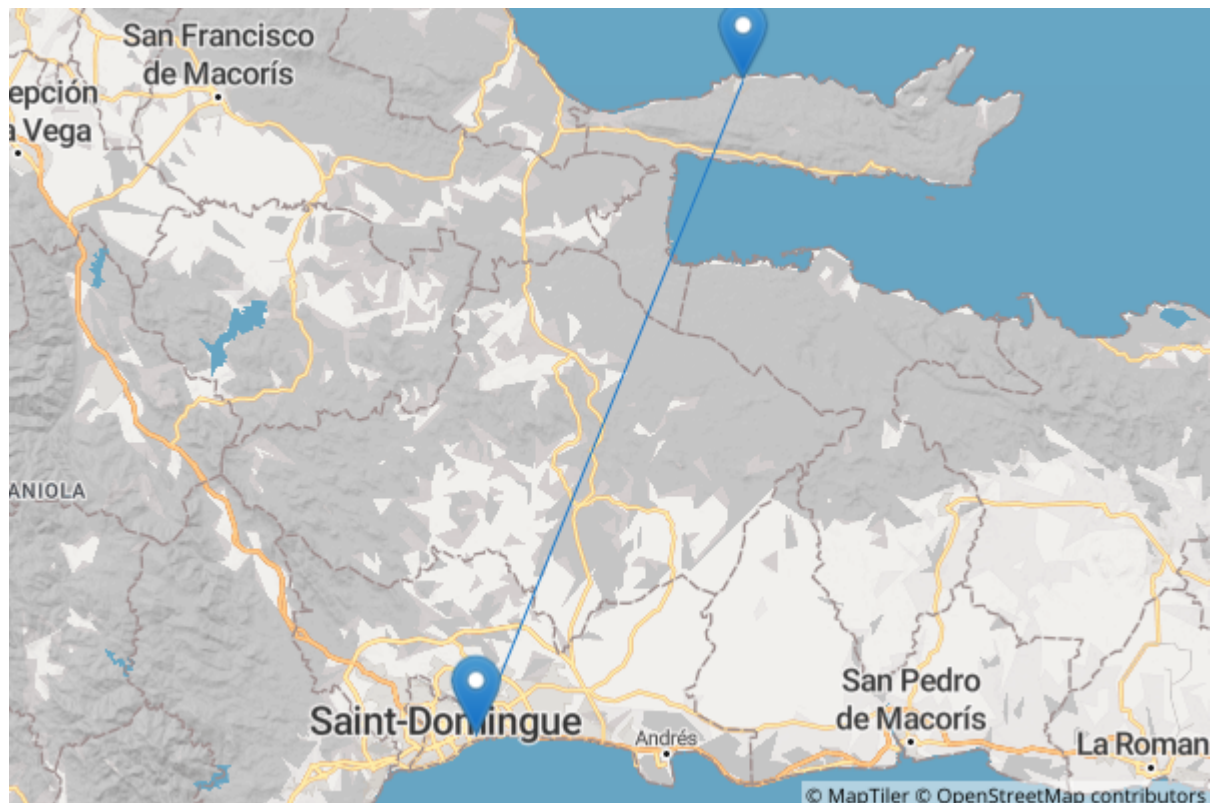 San Francisco
de Macorís
epción
a Vega
ANIOLA
Saint-Domingue
Andrés
San Pedro
de Macorís
La Roman
© MapTiler © OpenStreetMap contributors